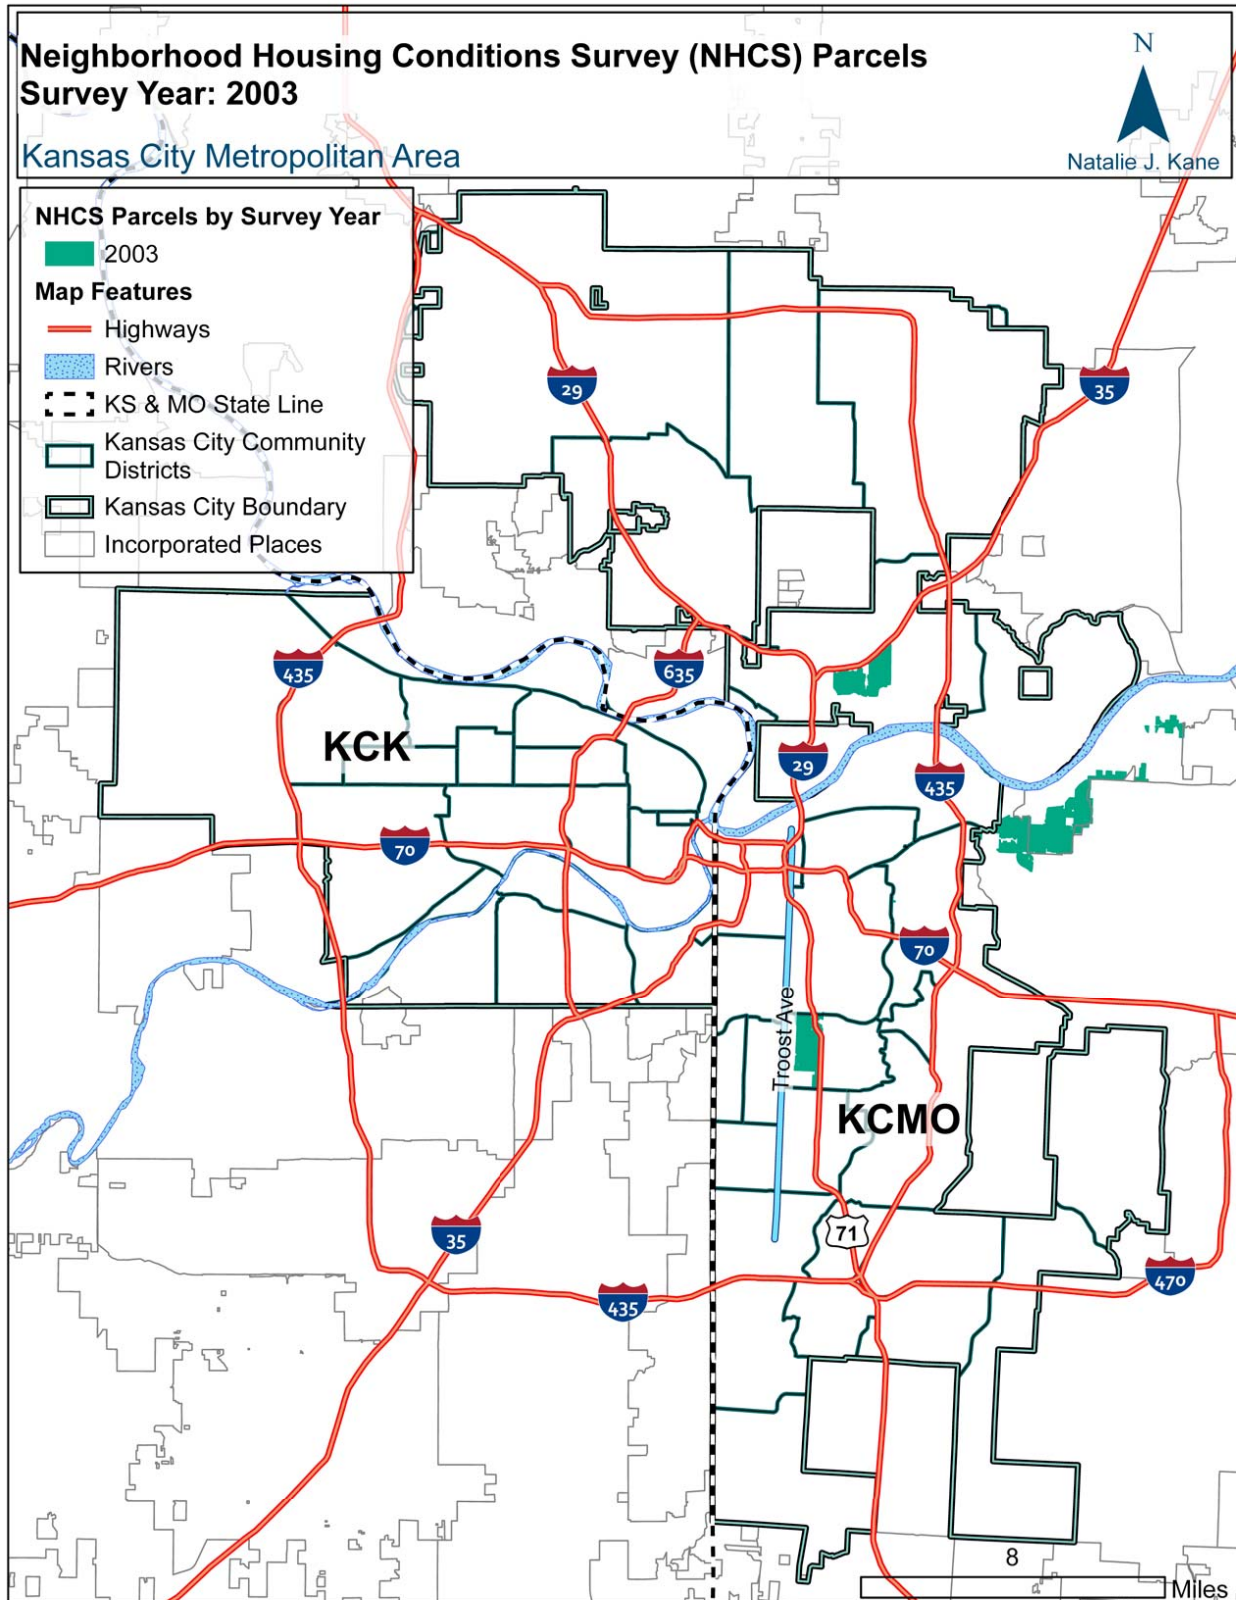 Neighborhood Housing Conditions Survey (NHCS) Parcels
Survey Year: 2003
Kansas City Metropolitan Area
N
Natalie J. Kane
NHCS Parcels by Survey Year
2003
Map Features
Highways
Rivers
KS & MO State Line
Kansas City Community
Districts
Kansas City Boundary
Incorporated Places
29
35
435
635
KCK
29
435
70
70
Troost Ave
KCMO
71
35
470
435
8
Miles